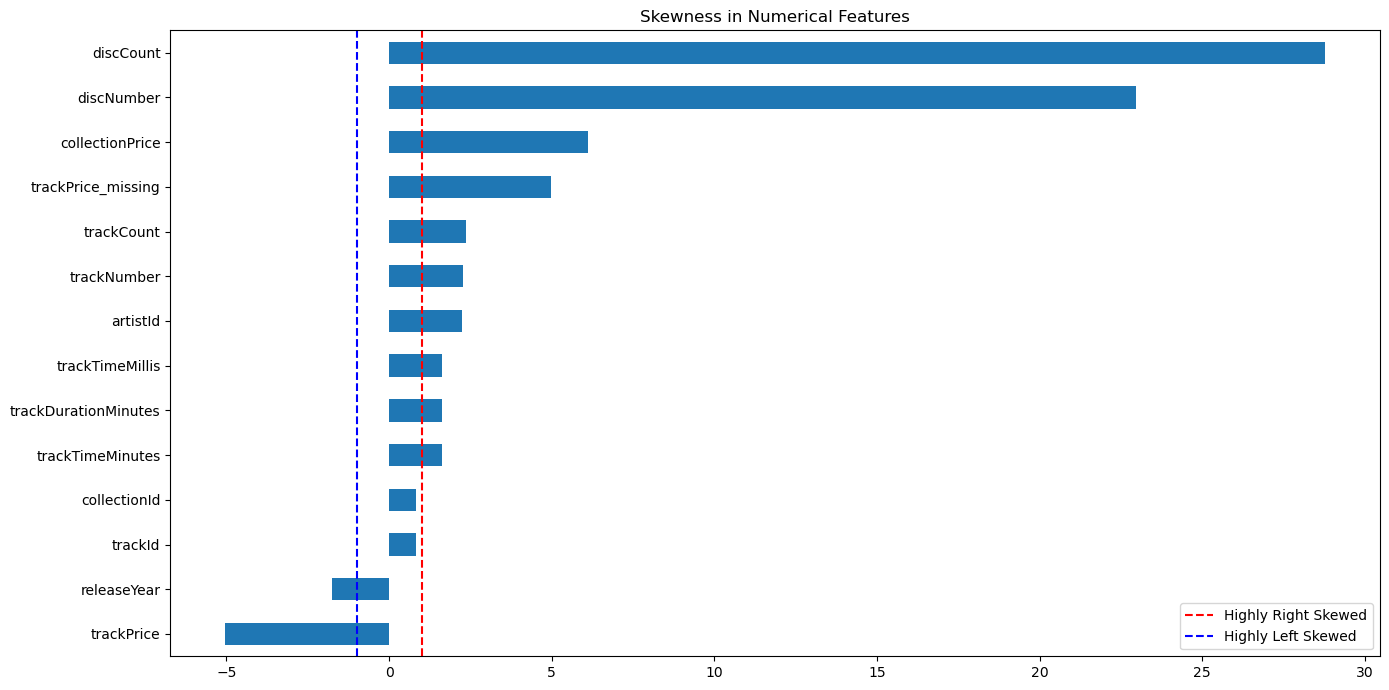 Skewness in Numerical Features
discCount
discNumber
collectionPrice
trackPrice_missing
trackCount
trackNumber
artistId
trackTimeMillis
trackDurationMinutes
trackTimeMinutes
collectionId
trackId
releaseYear
trackPrice
Highly Right Skewed
Highly Left Skewed
−5 0 5 10 15 20 25 30